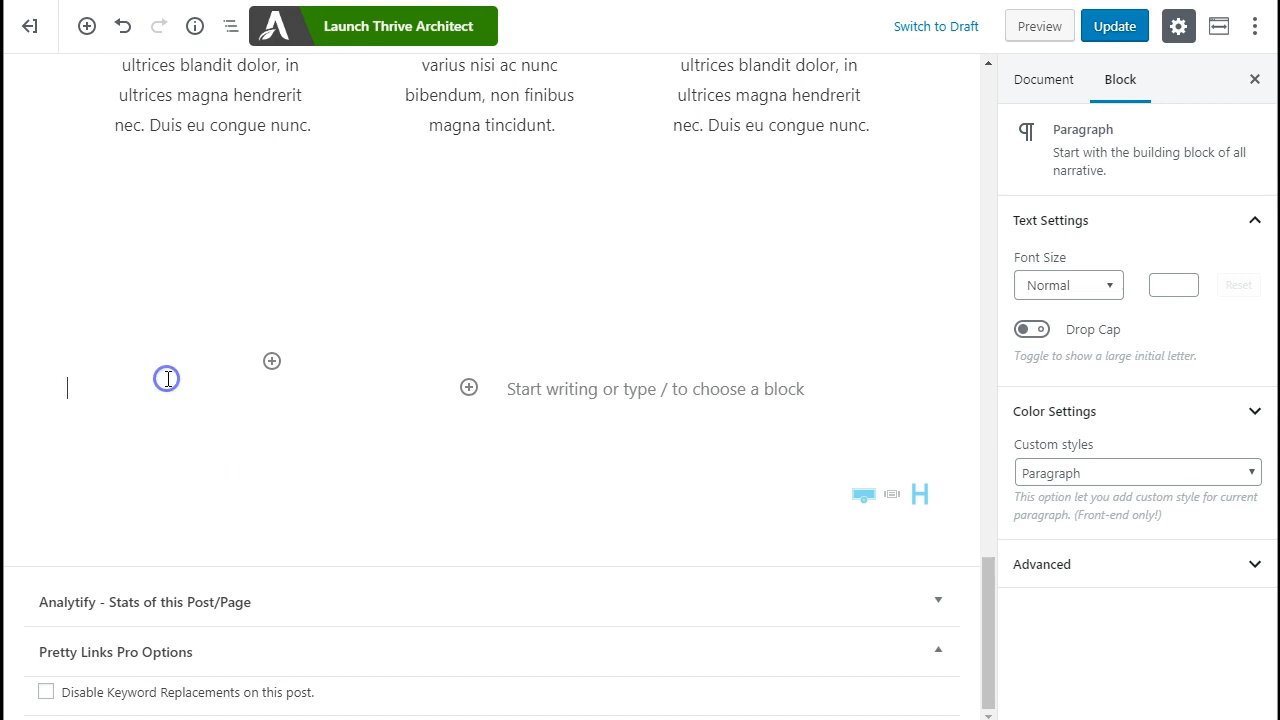 Launch Thrive Architect
Switch to Draft
Preview
Update
ultrices blandit dolor, in
ultrices magna hendrerit
nec. Duis eu congue nunc.
varius nisi ac nunc
bibendum, non finibus
magna tincidunt.
ultrices blandit dolor, in
ultrices magna hendrerit
nec. Duis eu congue nunc.
Start writing or type / to choose a block
H
Analytify - Stats of this Post/Page
Pretty Links Pro Options
Disable Keyword Replacements on this post.
Document
Block
Paragraph
Start with the building block of all
narrative.
Text Settings
Font Size
Normal
Reset
Drop Cap
Toggle to show a large initial letter.
Color Settings
Custom styles
Paragraph
This option let you add custom style for current
paragraph. (Front-end only!)
Advanced